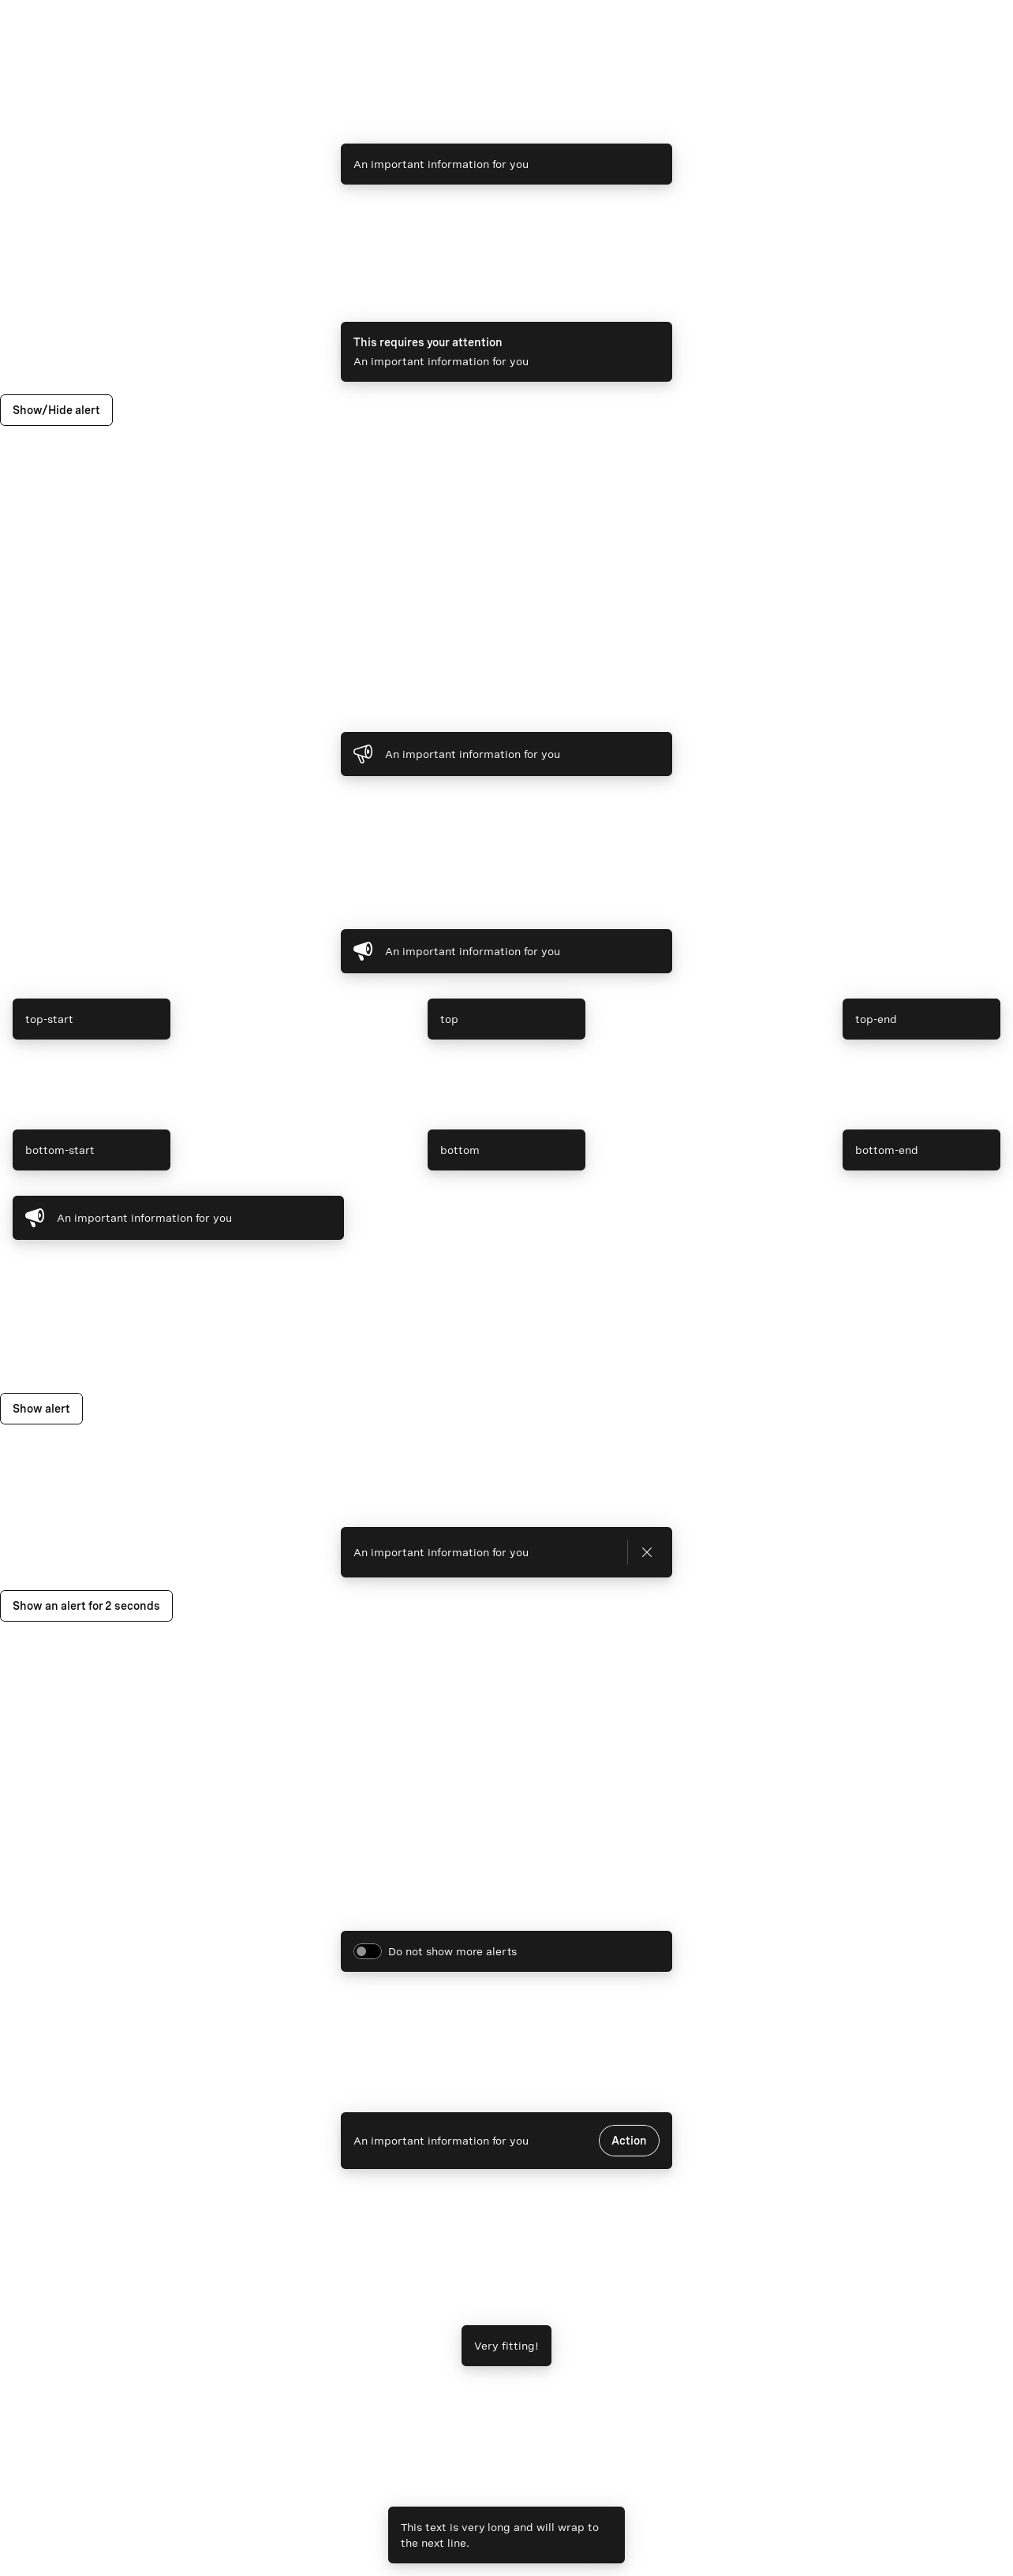 An important information for you
This requires your attention
An important information for you
Show/Hide alert
An important information for you
An important information for you
top-start
top
top-end
bottom-start
bottom
bottom-end
An important information for you
Show alert
An important information for you
Show an alert for 2 seconds
Do not show more alerts
An important information for you
Action
Very fitting!
This text is very long and will wrap to
the next line.